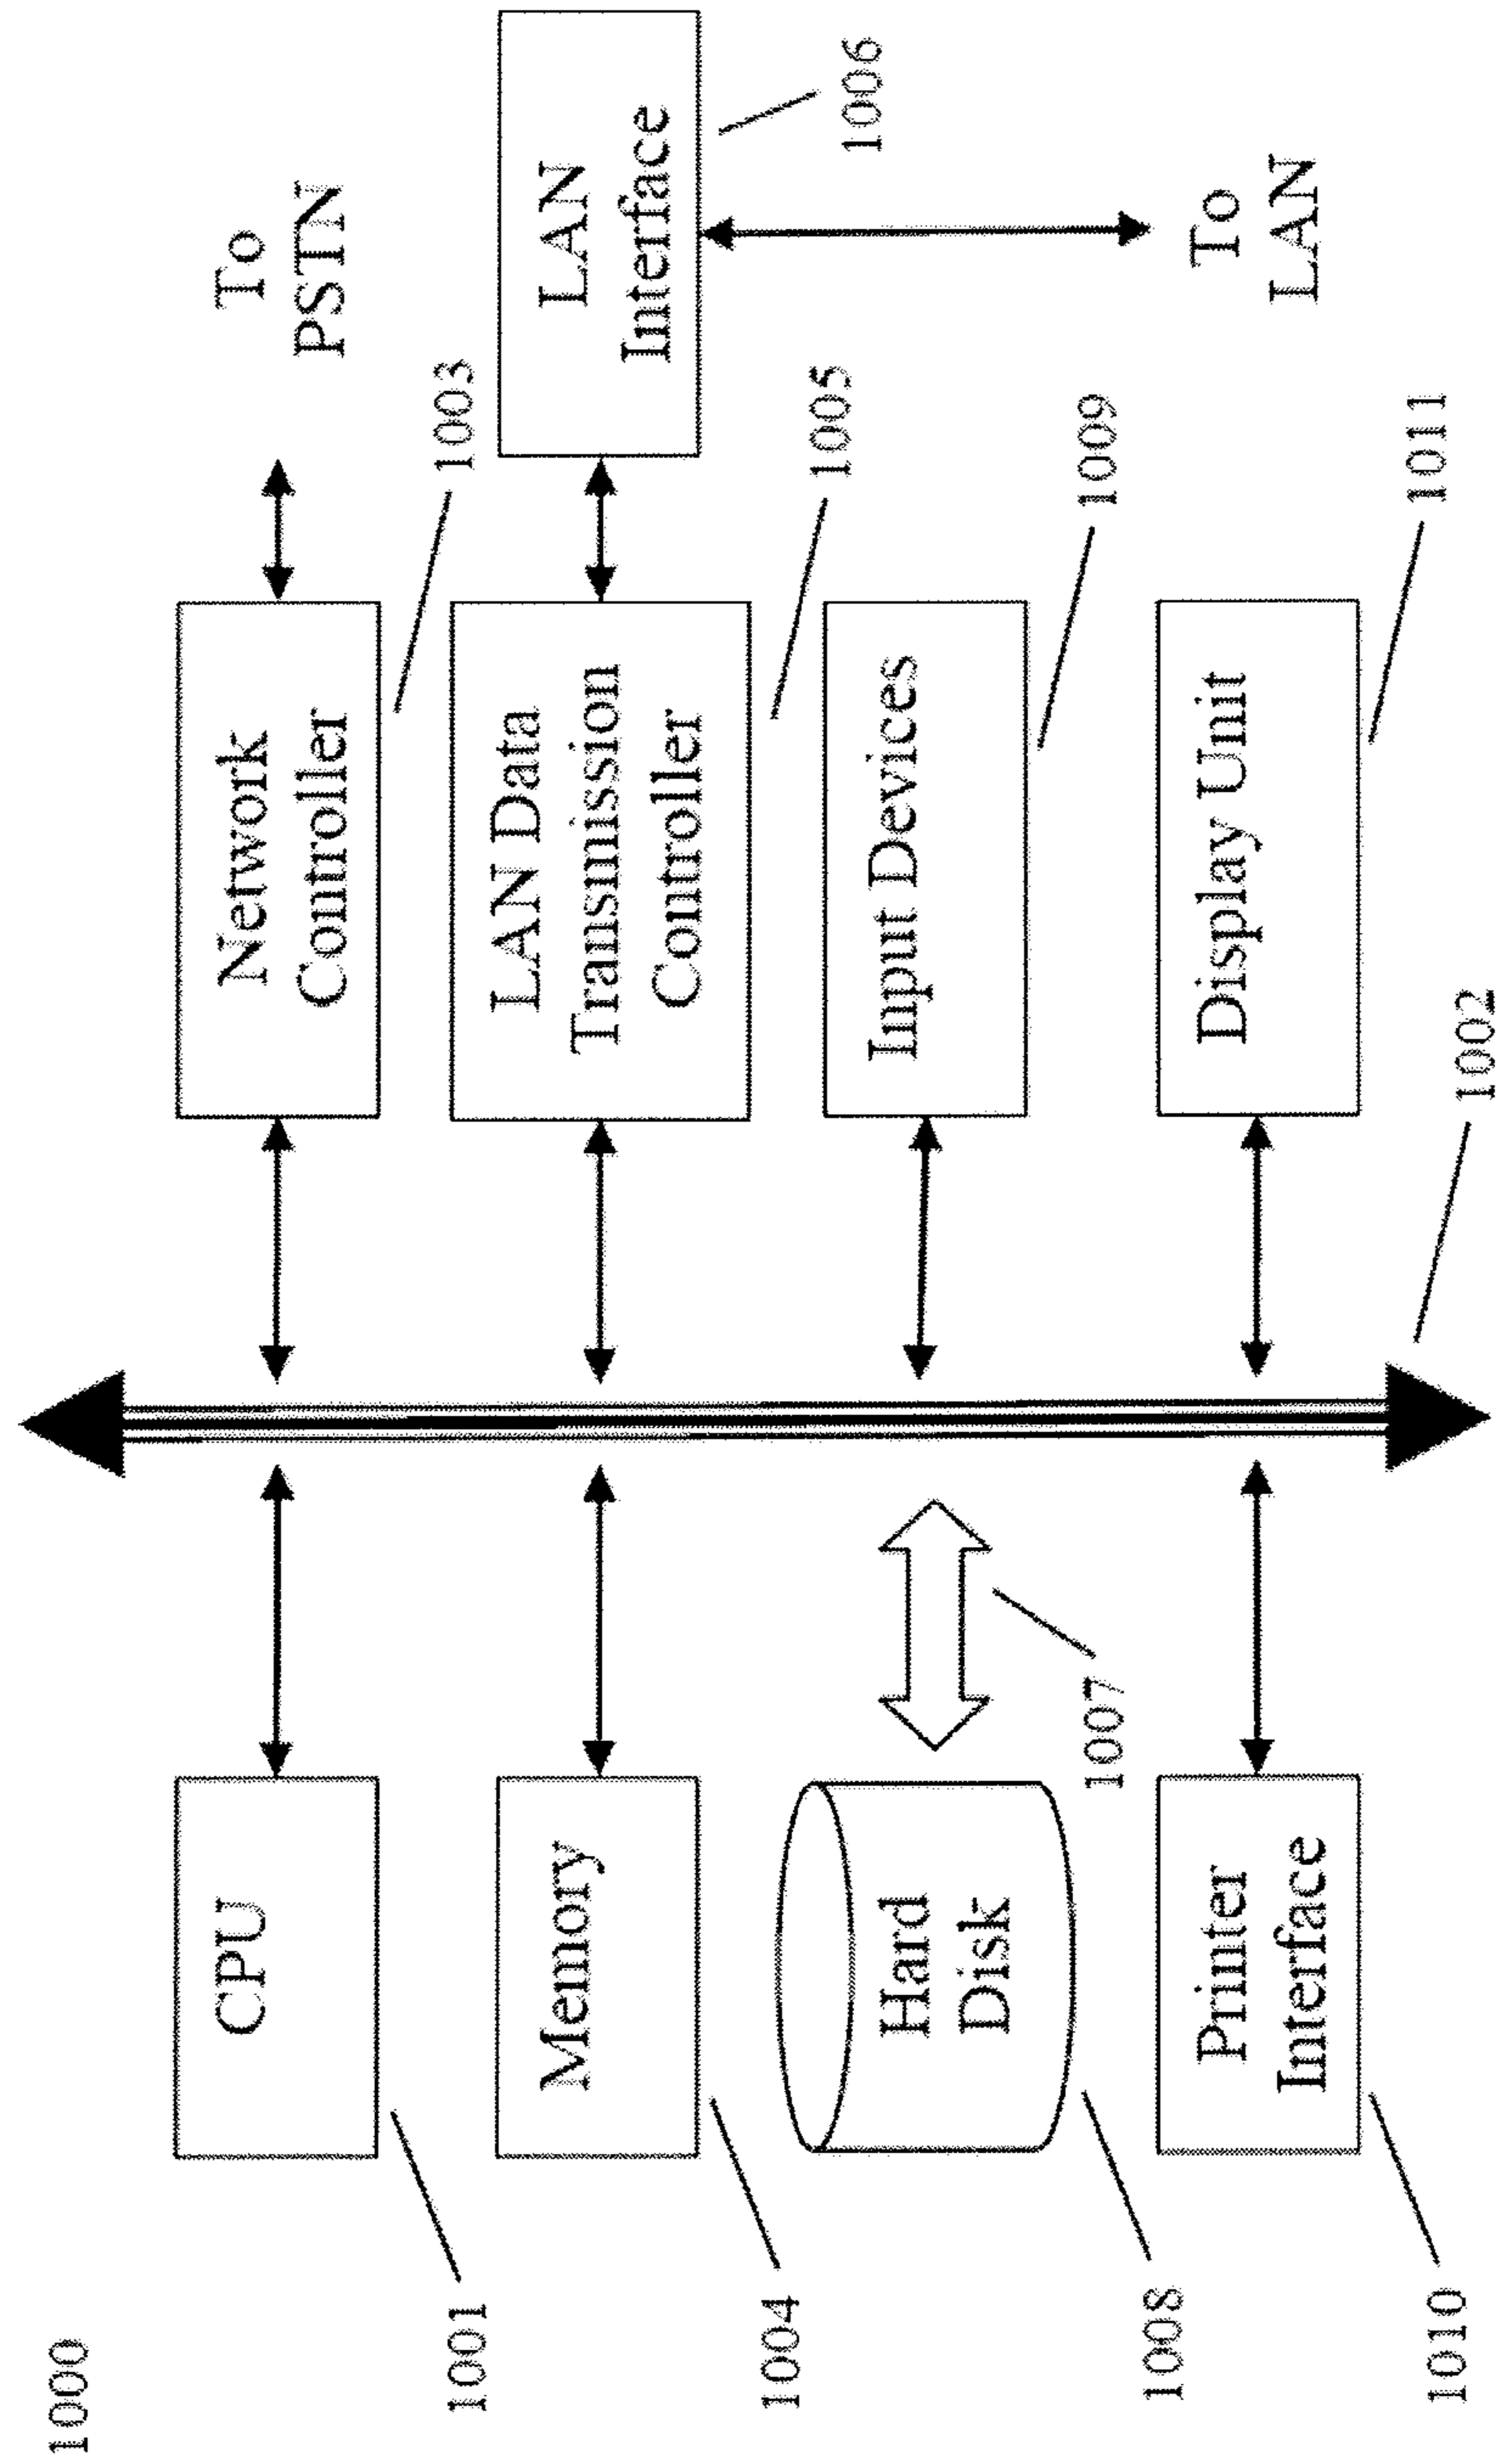 1000
CPU
1001
Memory
1004
Hard
Disk
1008
1007
Printer
Interface
1010
1002
Network
Controller
1003
To
PSTN
LAN Data
Transmission
Controller
1005
LAN
Interface
1006
To
LAN
Input Devices
1009
Display Unit
1011